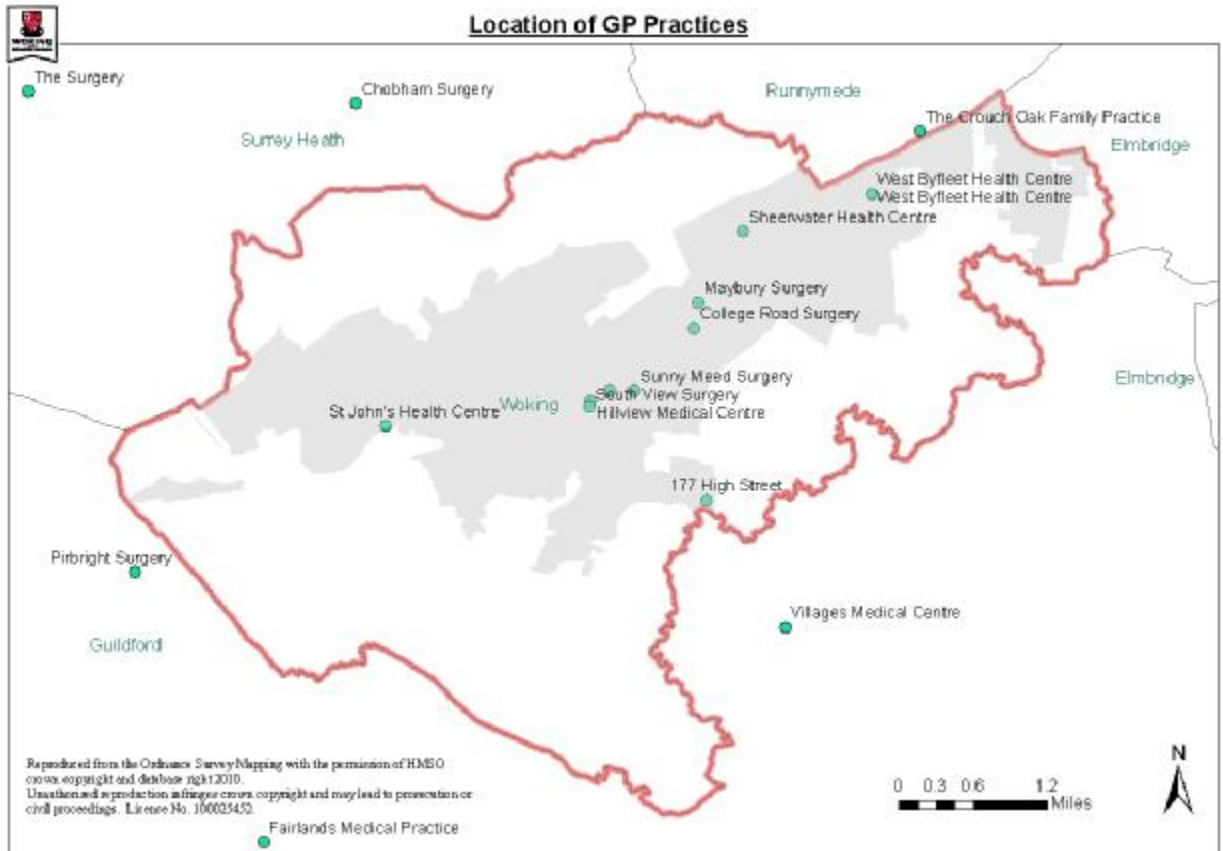 WOKING
Location of GP Practices
The Surgery
Chobham Surgery
Runnymede
The Crouch Oak Family Practice
Surrey Heath
Elmbridge
West Byfleet Health Centre
West Byfleet Health Centre
Sheerwater Health Centre
Maybury Surgery
College Road Surgery
Sunny Meed Surgery
Elmbridge
South View Surgery
Woking
St John's Health Centre
Hillview Medical Centre
177 High Street
Pirbright Surgery
Villages Medical Centre
Guildford
N
Reproduced from the Ordnance Survey Mapping with the permission of HMSO
crown copyright and database right 2010.
Unauthorised reproduction infringes crown copyright and may lead to prosecution or
civil proceedings. Licence No. 100025452.
0 0.3 0.6 1.2
Miles
Fairlands Medical Practice